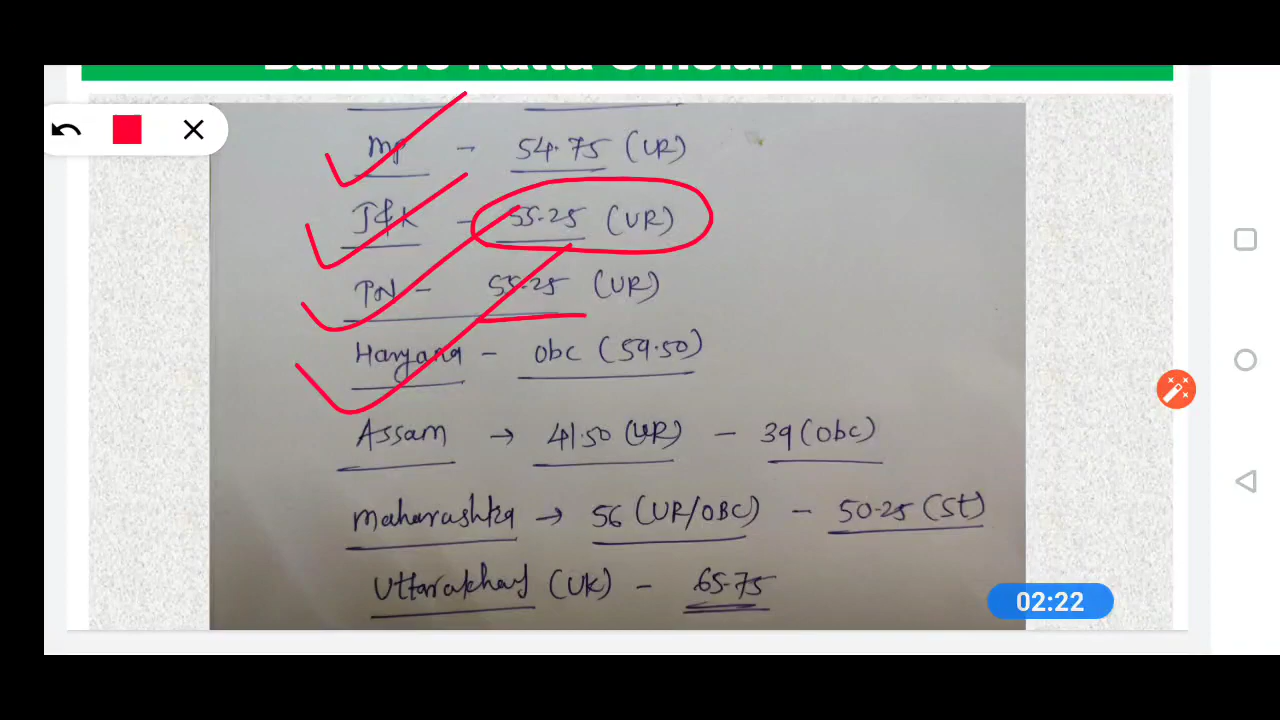 MP - 54.75 (UR)
J&K - 55.25 (UR)
TN - 55.25 (UR)
Haryana - obc (59.50)
Assam → 41.50 (UR) - 39 (Obc)
Maharashtra → 56 (UR/OBC) - 50.25 (St)
Uttarakhand (UK) - 65.75
02:22